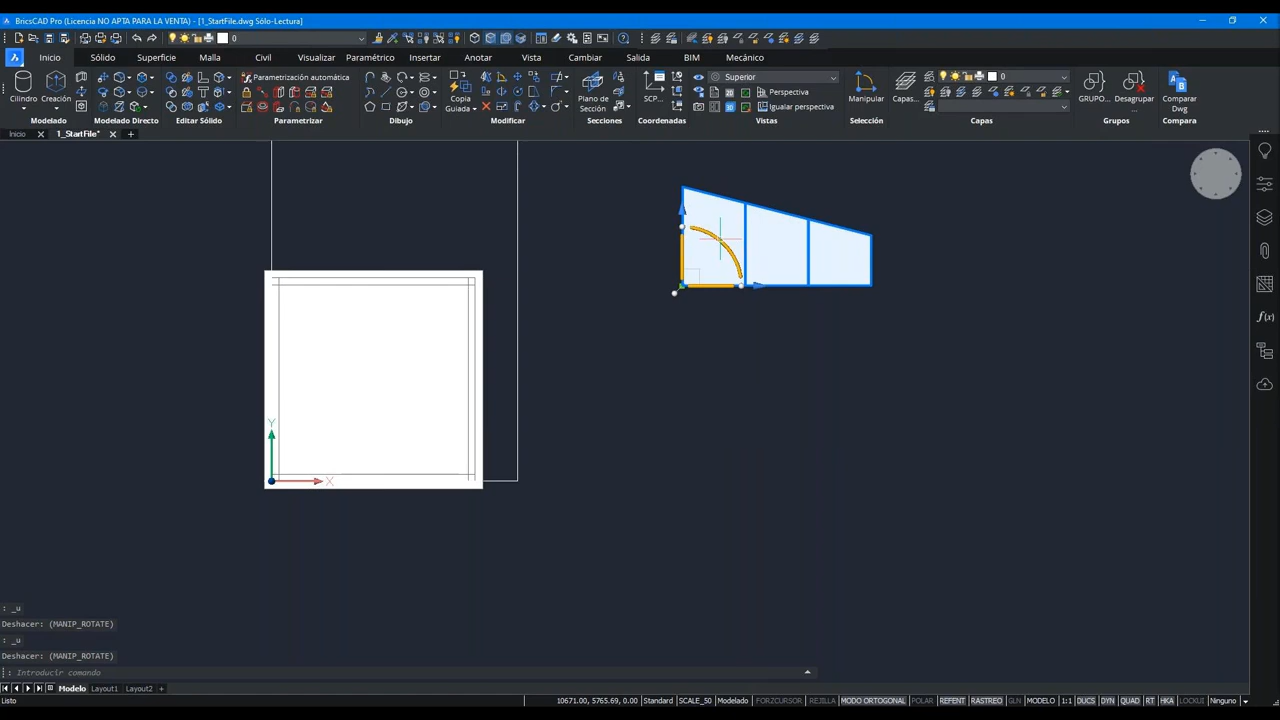 BricsCAD Pro (Licencia NO APTA PARA LA VENTA) - [1_StartFile.dwg Sólo-Lectura]
0
Inicio Sólido Superficie Malla Civil Visualizar Paramétrico Insertar Anotar Vista Cambiar Salida BIM Mecánico
Parametrización automática
Superior
0
Perspectiva
Igualar perspectiva
Cilindro Creación Copia Guiada Plano de Sección SCP... Manipular Capas... GRUPO... Desagrupar... Comparar Dwg
Modelado Modelado Directo Editar Sólido Parametrizar Dibujo Modificar Secciones Coordenadas Vistas Selección Capas Grupos Compara
Inicio 1_StartFile*
Y
X
: _u
Deshacer: (MANIP_ROTATE)
: _u
Deshacer: (MANIP_ROTATE)
: Introducir comando
Modelo Layout1 Layout2
Listo 10671.00, 5765.69, 0.00 Standard SCALE_50 Modelado FORZCURSOR REJILLA MODO ORTOGONAL POLAR REFENT RASTREO GLN MODELO 1:1 DUCS DYN QUAD RT HKA LOCKUI Ninguno